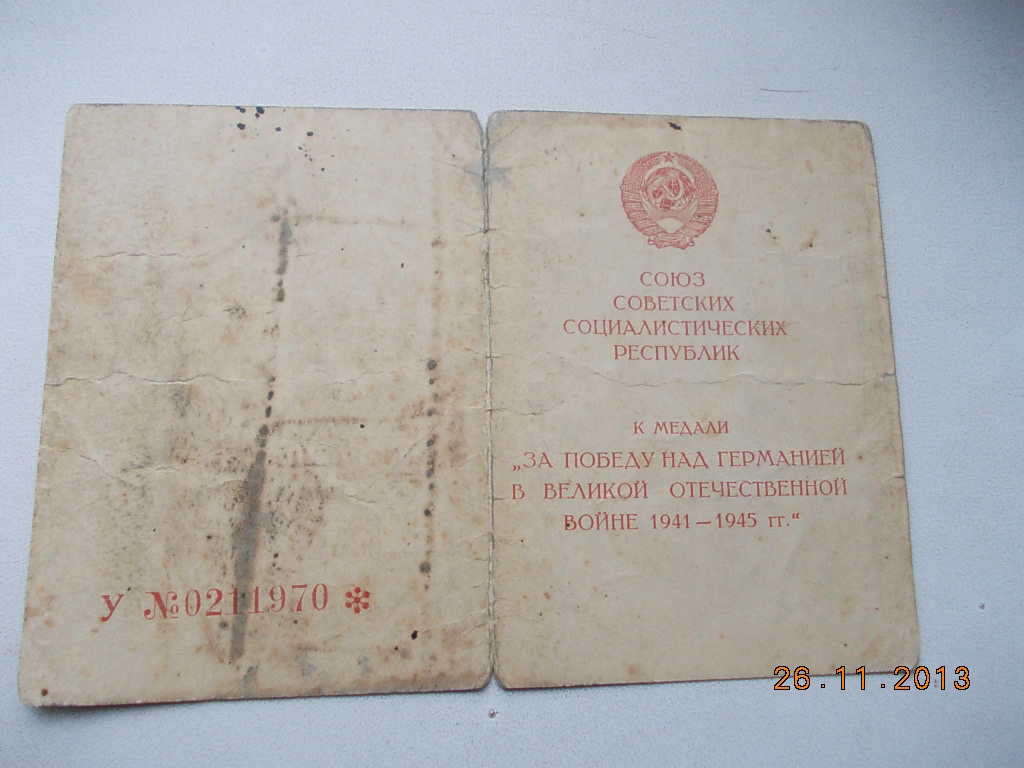 У №0211970 *
СОЮЗ
СОВЕТСКИХ
СОЦИАЛИСТИЧЕСКИХ
РЕСПУБЛИК
К МЕДАЛИ
„ЗА ПОБЕДУ НАД ГЕРМАНИЕЙ
В ВЕЛИКОЙ ОТЕЧЕСТВЕННОЙ
ВОЙНЕ 1941 — 1945 гг.“
26.11.2013